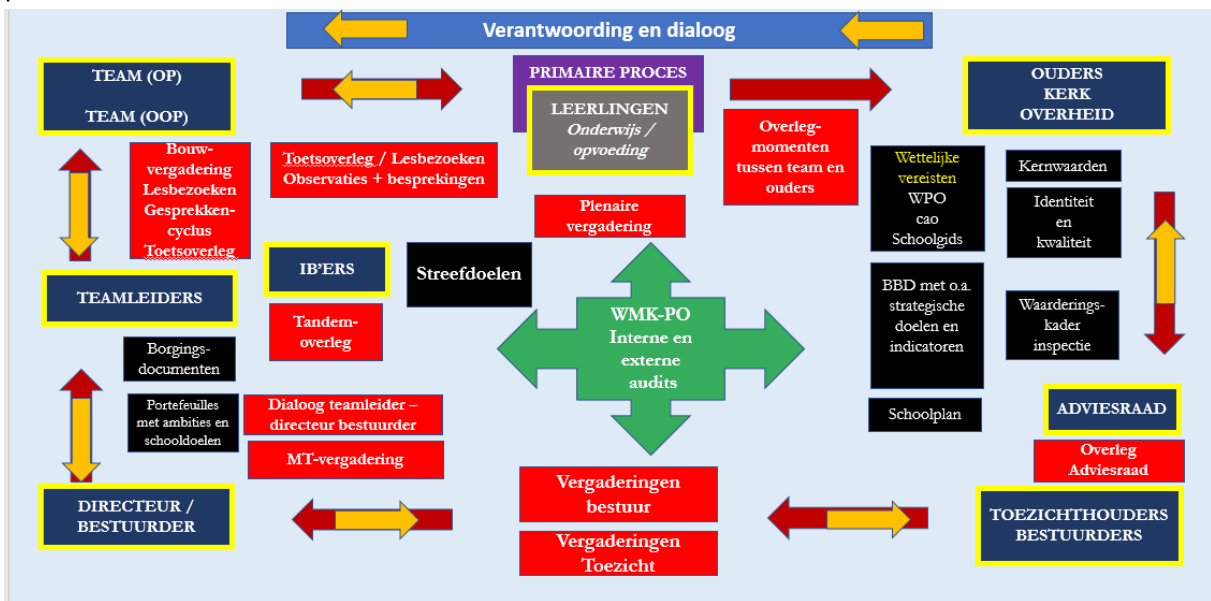 Verantwoording en dialoog
TEAM (OP)
TEAM (OOP)
PRIMAIRE PROCES
LEERLINGEN
Onderwijs /
opvoeding
OUDERS
KERK
OVERHEID
Bouw-
vergadering
Lesbezoeken
Gesprekken-
cyclus
Toetsoverleg
Toetsoverleg / Lesbezoeken
Observaties + besprekingen
Overleg-
momenten
tussen team en
ouders
Wettelijke
vereisten
WPO
cao
Schoolgids
Kernwaarden
Identiteit
en
kwaliteit
Plenaire
vergadering
IB'ERS
Streefdoelen
TEAMLEIDERS
Tandem-
overleg
WMK-PO
Interne en
externe
audits
BBD met o.a.
strategische
doelen en
indicatoren
Waarderings-
kader
inspectie
Borgings-
documenten
Portefeuilles
met ambities en
schooldoelen
Dialoog teamleider –
directeur bestuurder
MT-vergadering
Schoolplan
ADVIESRAAD
Overleg
Adviesraad
DIRECTEUR /
BESTUURDER
Vergaderingen
bestuur
Vergaderingen
Toezicht
TOEZICHTHOUDERS
BESTUURDERS